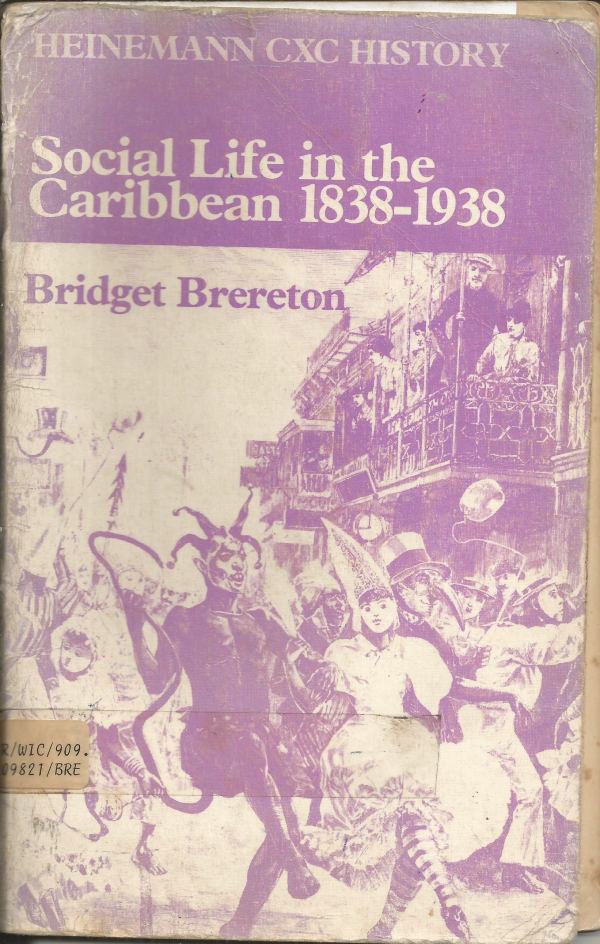 HEINEMANN CXC HISTORY
Social Life in the
Caribbean 1838-1938
Bridget Brereton
R/WIC/909.
09821/BRE